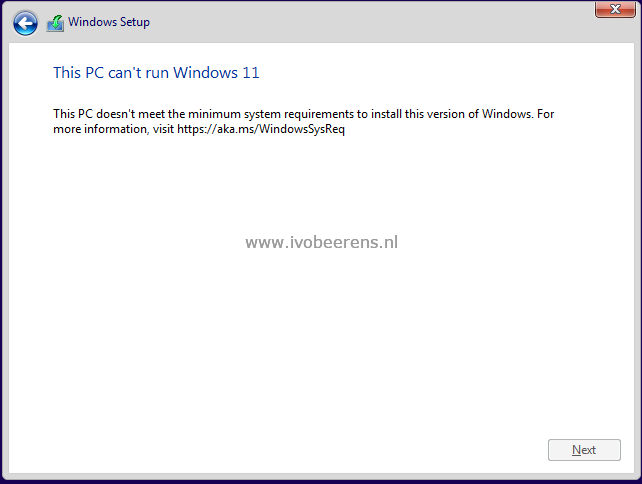 Windows Setup
This PC can't run Windows 11
This PC doesn't meet the minimum system requirements to install this version of Windows. For
more information, visit https://aka.ms/WindowsSysReq
www.ivobeerens.nl
Next